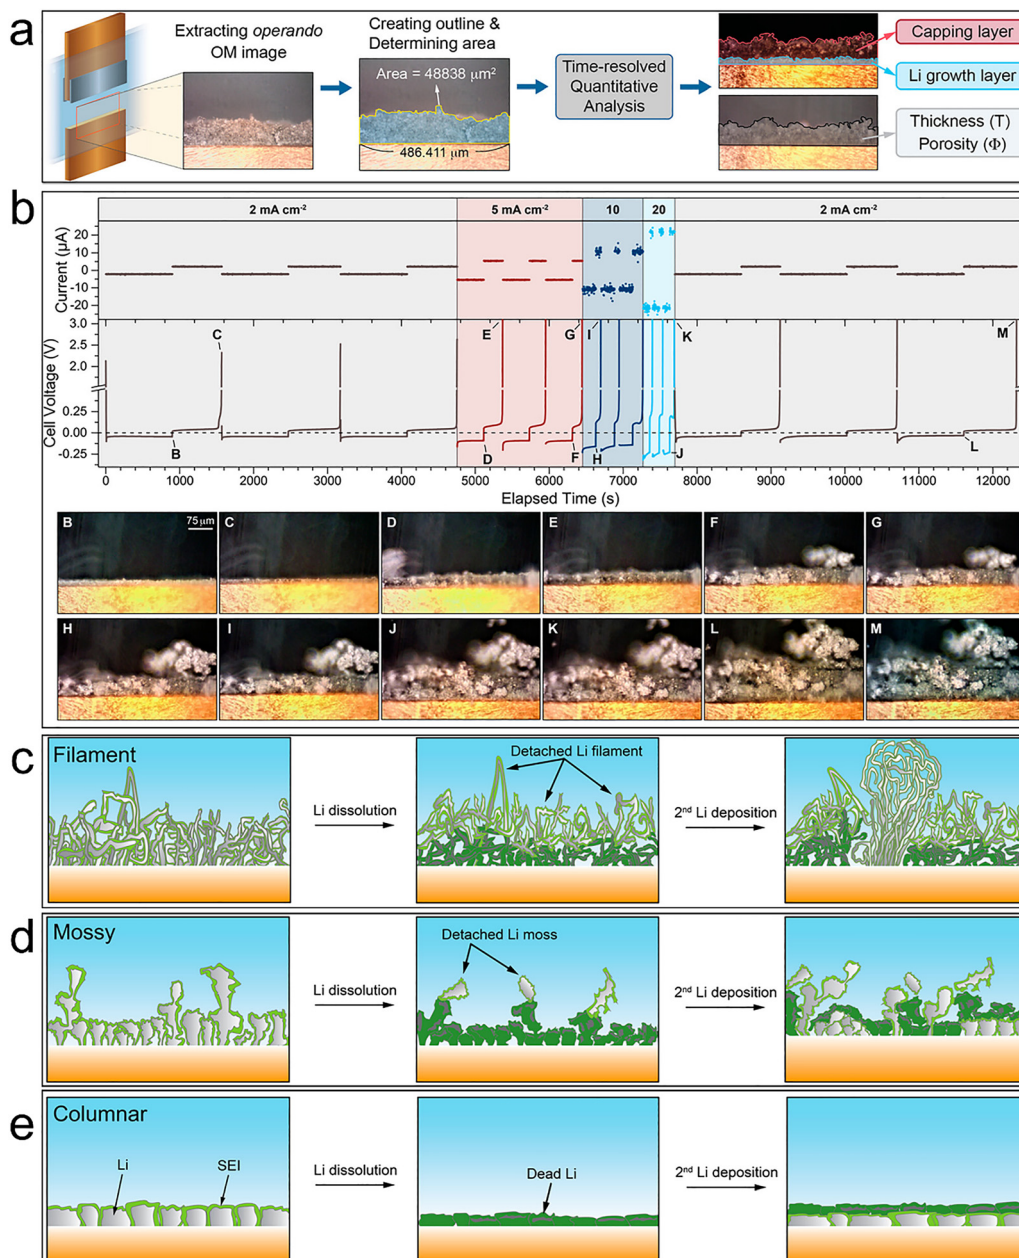 a
Extracting operando
OM image
Creating outline &
Determining area
Area = 48838 μm²
486.411 μm
Time-resolved
Quantitative
Analysis
Capping layer
Li growth layer
Thickness (T)
Porosity (Φ)
b
2 mA cm⁻²
5 mA cm⁻²
10
20
2 mA cm⁻²
Current (μA)
20
10
0
-10
-20
Cell Voltage (V)
3.0
2.5
2.0
0.25
0.00
-0.25
C
B
E
G
D
F
I
H
K
J
M
L
0
1000
2000
3000
4000
5000
6000
7000
8000
9000
10000
11000
12000
Elapsed Time (s)
B
75 μm
C
D
E
F
G
H
I
J
K
L
M
c
Filament
Li dissolution
Detached Li filament
2nd Li deposition
d
Mossy
Li dissolution
Detached Li moss
2nd Li deposition
e
Columnar
Li
SEI
Li dissolution
Dead Li
2nd Li deposition